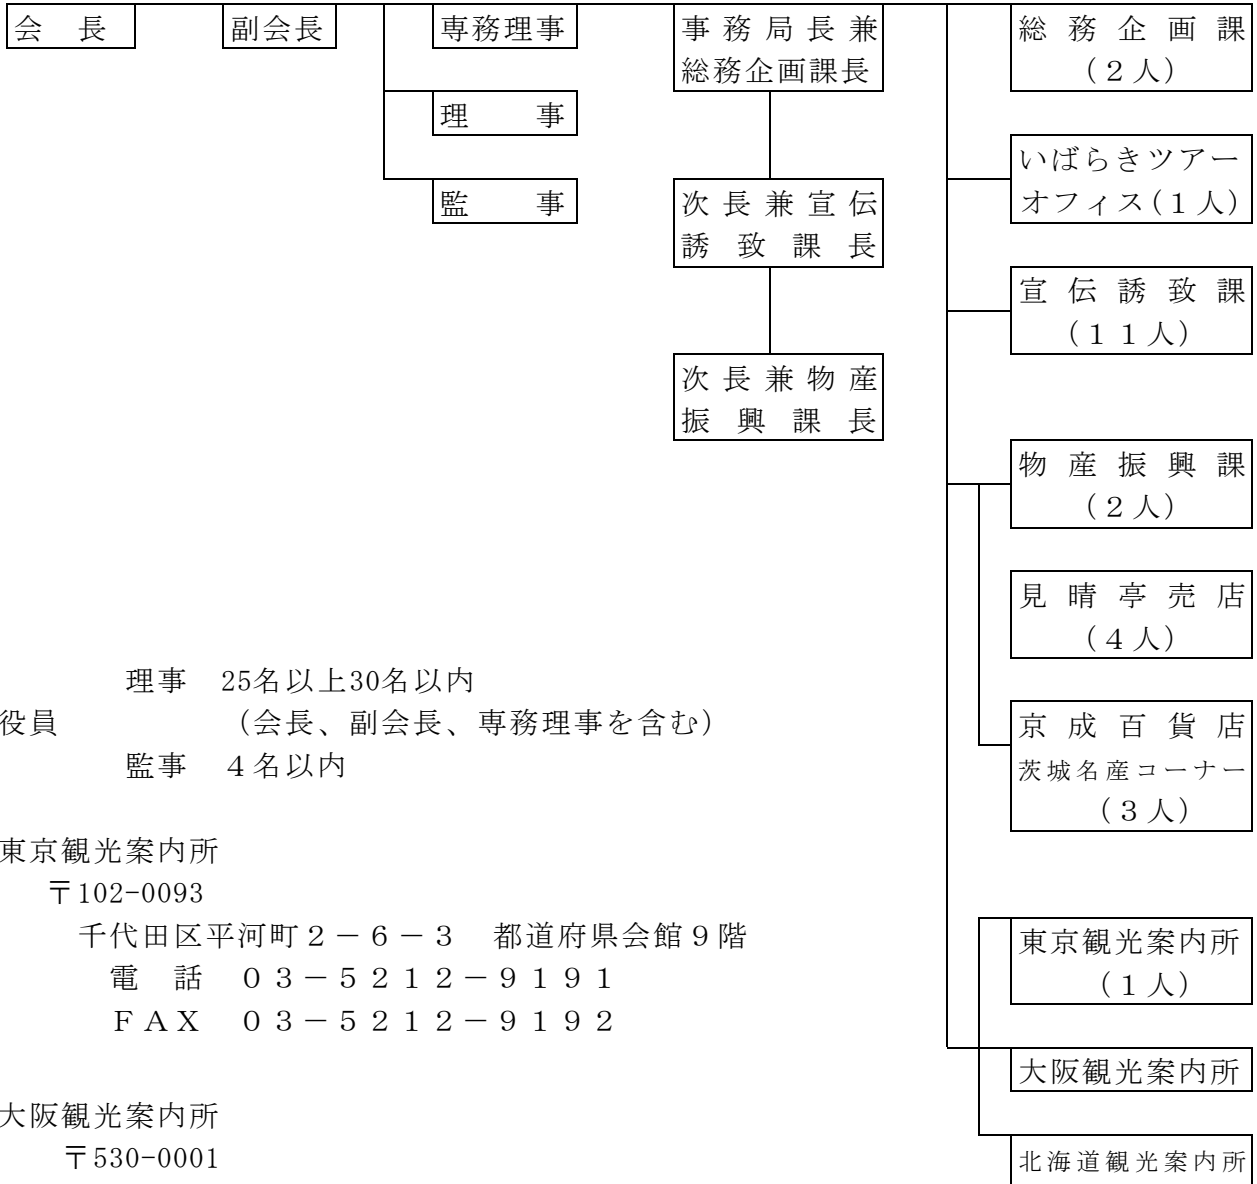 会　長
副会長
専務理事
理　　事
監　　事
事務局長兼
総務企画課長
次長兼宣伝
誘致課長
次長兼物産
振興課長
総務企画課
(２人)
いばらきツアー
オフィス(１人)
宣伝誘致課
(１１人)
物産振興課
(２人)
見晴亭売店
(４人)
京成百貨店
茨城名産コーナー
(３人)
東京観光案内所
(１人)
大阪観光案内所
北海道観光案内所
理事　25名以上30名以内
役員　　　　　（会長、副会長、専務理事を含む）
監事　４名以内
東京観光案内所
〒102-0093
千代田区平河町２－６－３　都道府県会館９階
電　話　０３－５２１２－９１９１
ＦＡＸ　０３－５２１２－９１９２
大阪観光案内所
〒530-0001